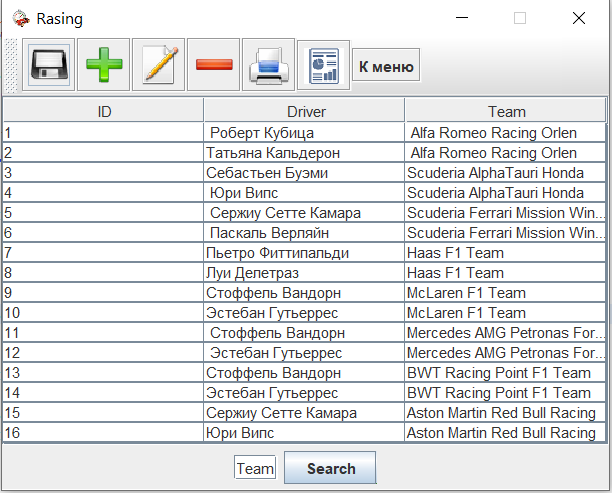 Rasing
К меню
ID Driver Team
1 Роберт Кубица Alfa Romeo Racing Orlen
2 Татьяна Кальдерон Alfa Romeo Racing Orlen
3 Себастьен Буэми Scuderia AlphaTauri Honda
4 Юри Випс Scuderia AlphaTauri Honda
5 Сержиу Сетте Камара Scuderia Ferrari Mission Win...
6 Паскаль Верляйн Scuderia Ferrari Mission Win...
7 Пьетро Фиттипальди Haas F1 Team
8 Луи Делетраз Haas F1 Team
9 Стоффель Вандорн McLaren F1 Team
10 Эстебан Гутьеррес McLaren F1 Team
11 Стоффель Вандорн Mercedes AMG Petronas For...
12 Эстебан Гутьеррес Mercedes AMG Petronas For...
13 Стоффель Вандорн BWT Racing Point F1 Team
14 Эстебан Гутьеррес BWT Racing Point F1 Team
15 Сержиу Сетте Камара Aston Martin Red Bull Racing
16 Юри Випс Aston Martin Red Bull Racing
Team Search